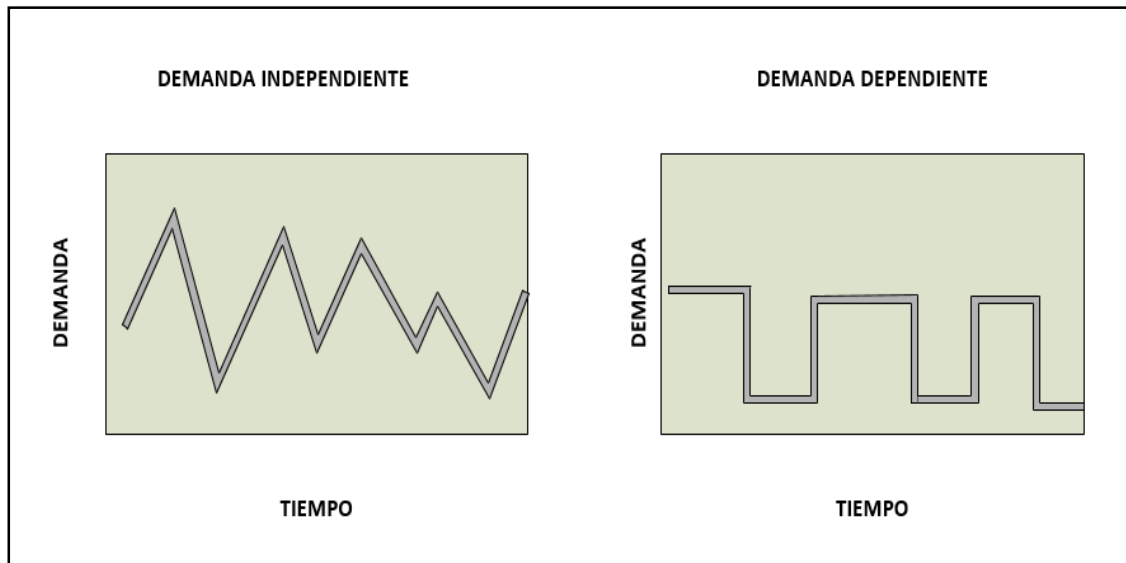 DEMANDA INDEPENDIENTE
DEMANDA DEPENDIENTE
DEMANDA
DEMANDA
TIEMPO
TIEMPO